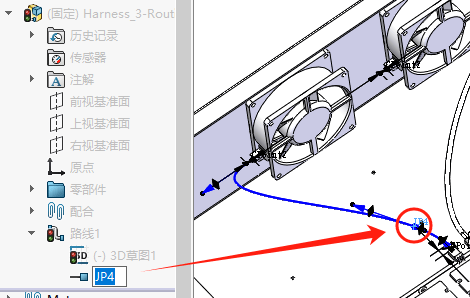 (固定) Harness_3-Rout
历史记录
传感器
注解
前视基准面
上视基准面
右视基准面
原点
零部件
配合
路线1
(-) 3D草图1
JP4
JP4